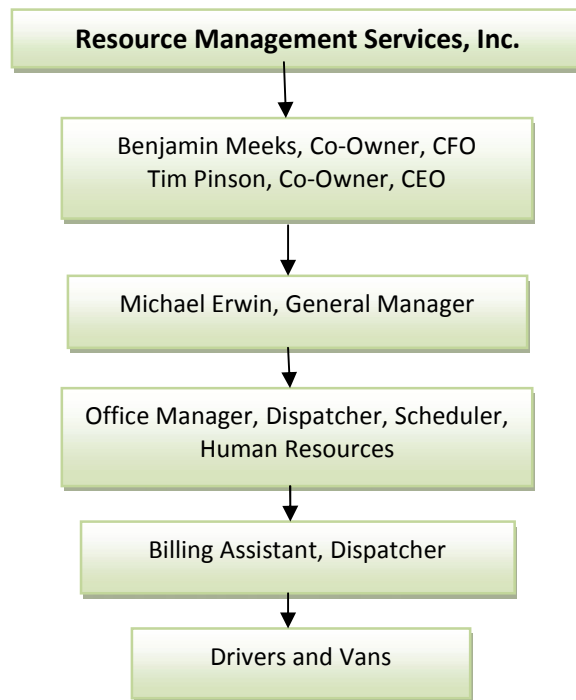 Resource Management Services, Inc.
Benjamin Meeks, Co-Owner, CFO
Tim Pinson, Co-Owner, CEO
Michael Erwin, General Manager
Office Manager, Dispatcher, Scheduler,
Human Resources
Billing Assistant, Dispatcher
Drivers and Vans